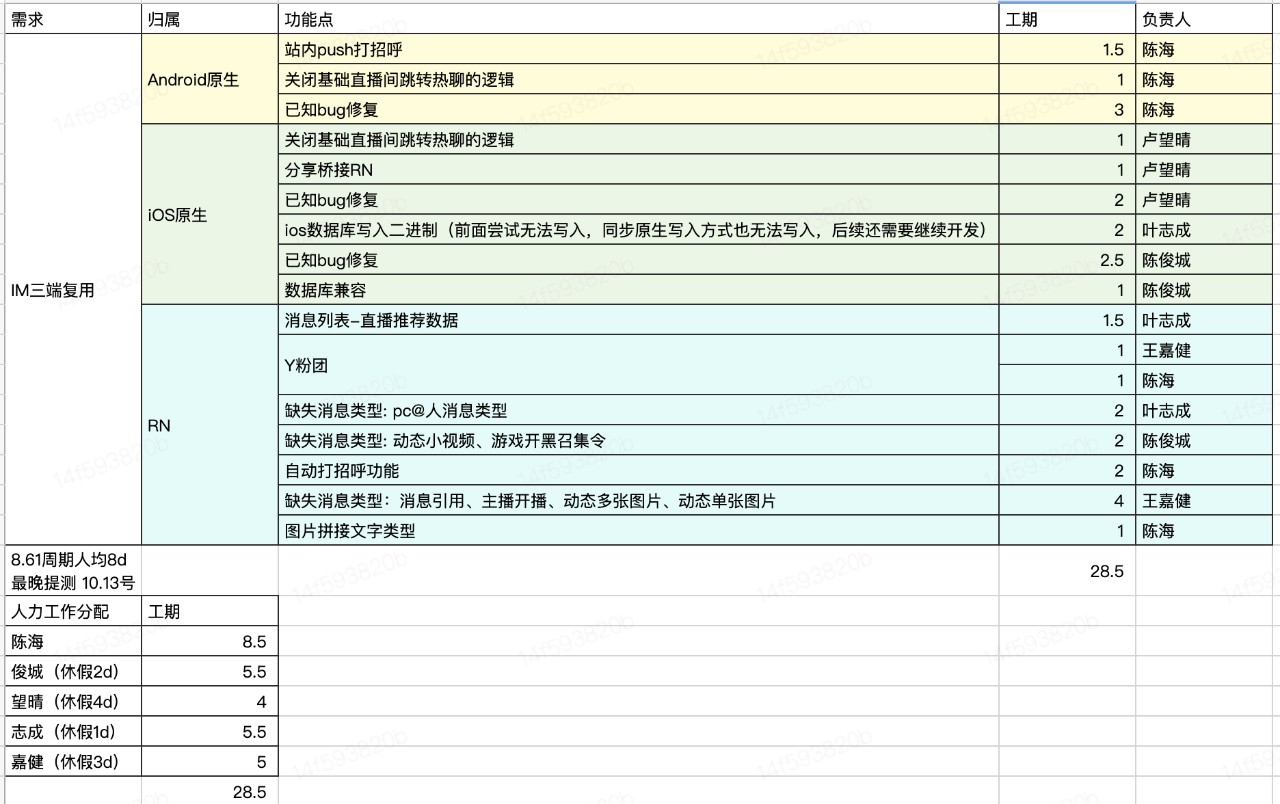 需求 归属 功能点 工期 负责人
IM三端复用 Android原生 站内push打招呼 1.5 陈海
关闭基础直播间跳转热聊的逻辑 1 陈海
已知bug修复 3 陈海
iOS原生 关闭基础直播间跳转热聊的逻辑 1 卢望晴
分享桥接RN 1 卢望晴
已知bug修复 2 卢望晴
ios数据库写入二进制（前面尝试无法写入，同步原生写入方式也无法写入，后续还需要继续开发） 2 叶志成
已知bug修复 2.5 陈俊城
数据库兼容 1 陈俊城
RN 消息列表-直播推荐数据 1.5 叶志成
Y粉团 1 王嘉健
1 陈海
缺失消息类型: pc@人消息类型 2 叶志成
缺失消息类型: 动态小视频、游戏开黑召集令 2 陈俊城
自动打招呼功能 2 陈海
缺失消息类型：消息引用、主播开播、动态多张图片、动态单张图片 4 王嘉健
图片拼接文字类型 1 陈海
8.61周期人均8d
最晚提测 10.13号 28.5
人力工作分配 工期
陈海 8.5
俊城（休假2d） 5.5
望晴（休假4d） 4
志成（休假1d） 5.5
嘉健（休假3d） 5
28.5
14f593820b